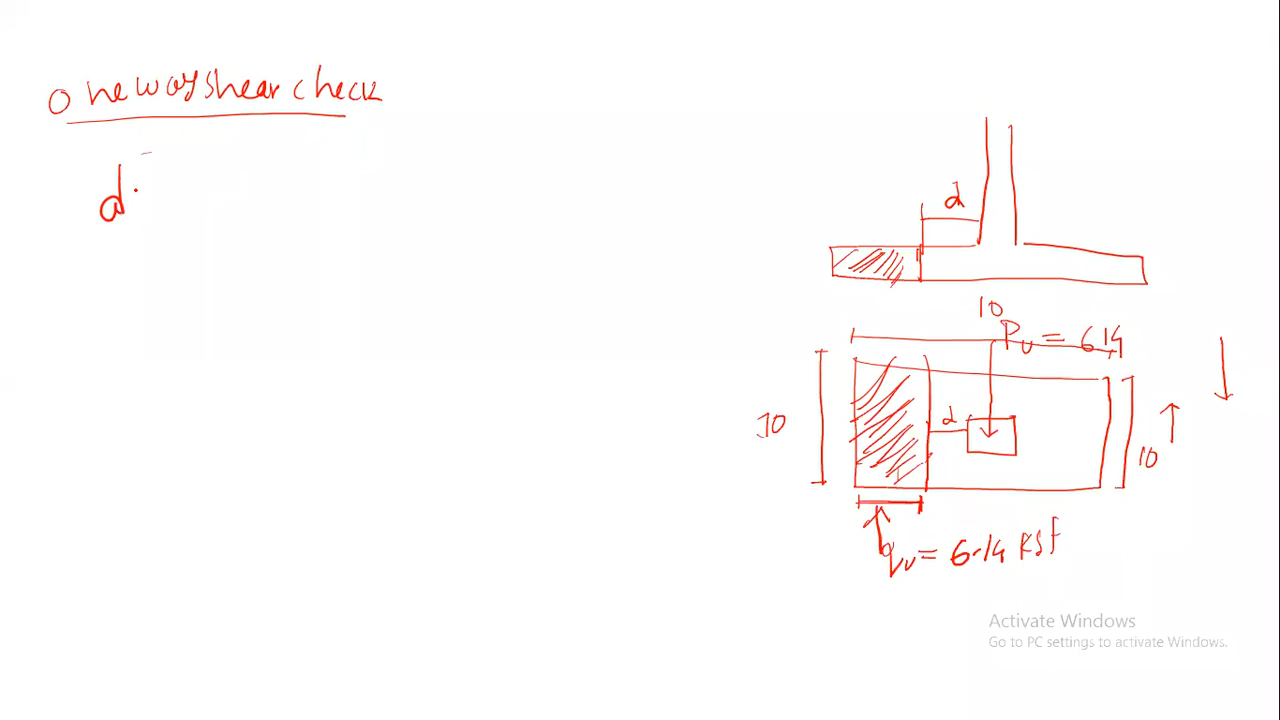 one way shear check
d
d
10
Pu = 614
10
d
10
qu = 6.14 ksf
Activate Windows
Go to PC settings to activate Windows.